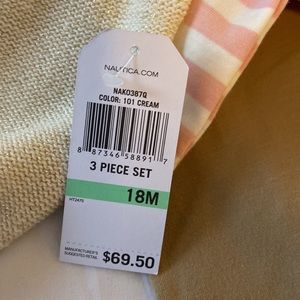 NAUTICA.COM
NAK0387Q
COLOR: 101 CREAM
8 87346 58891 7
3 PIECE SET
HT2475
18M
MANUFACTURER'S
SUGGESTED RETAIL
$69.50